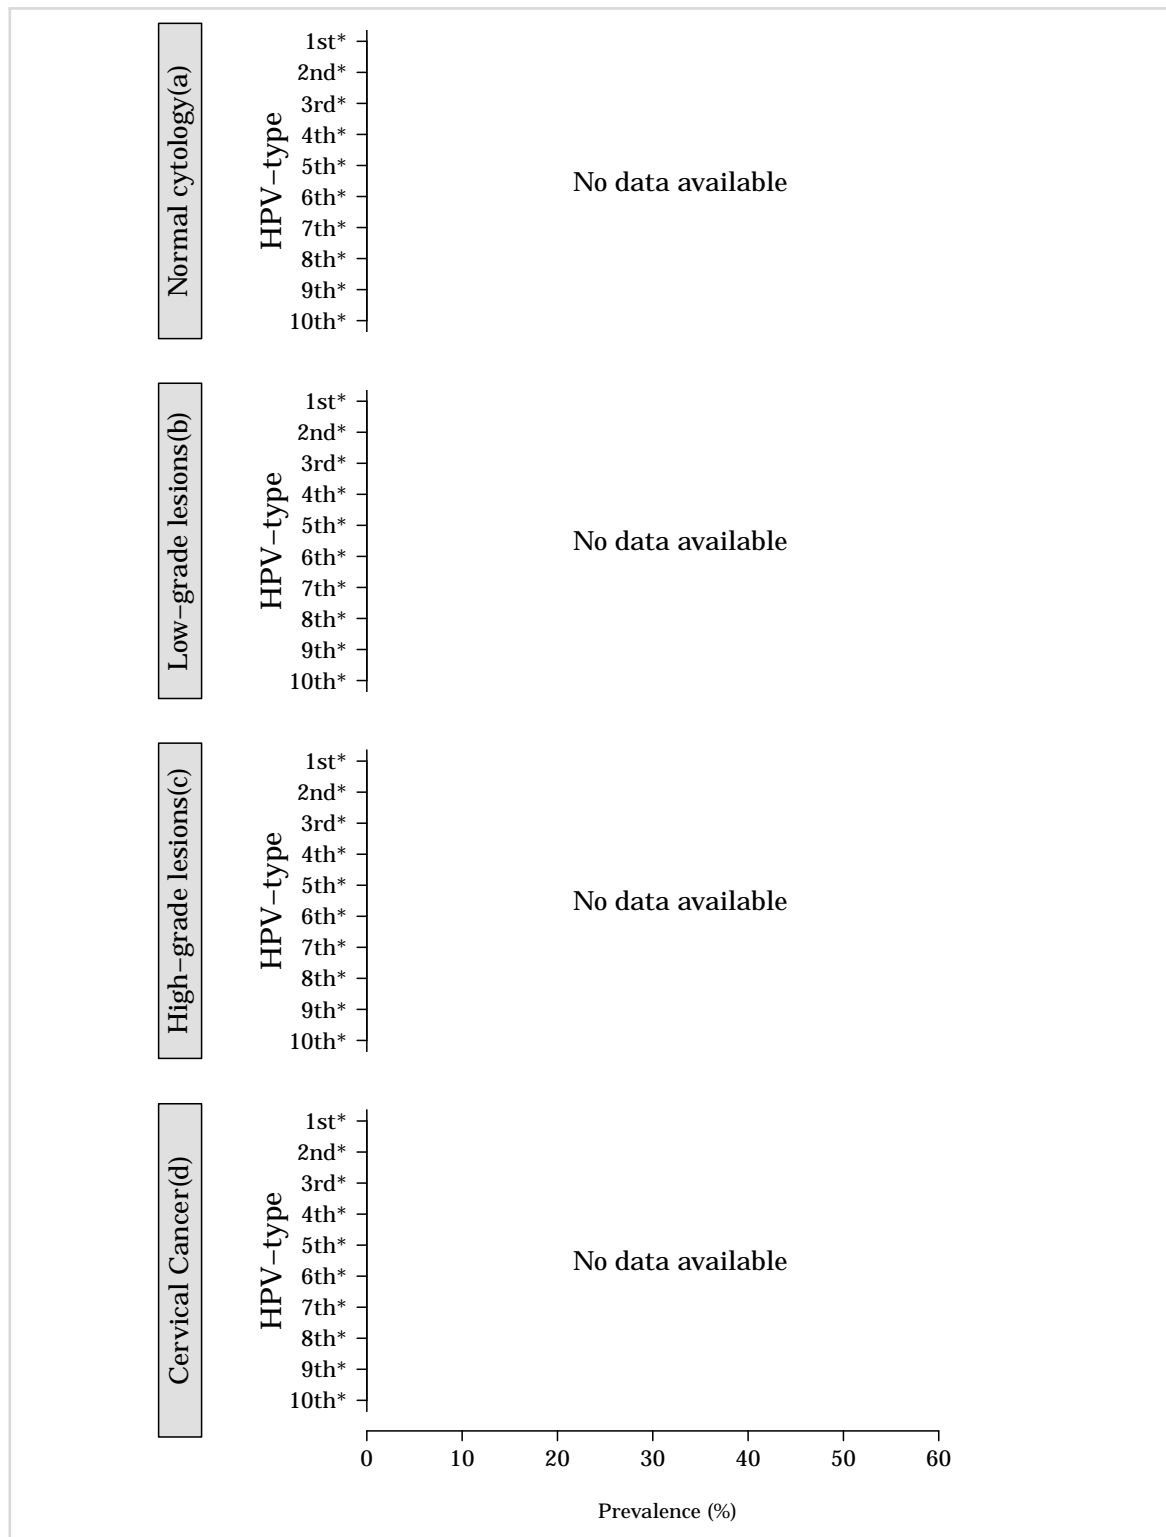 Normal cytology(a)
HPV−type
1st*
2nd*
3rd*
4th*
5th*
6th*
7th*
8th*
9th*
10th*
No data available
Low−grade lesions(b)
HPV−type
1st*
2nd*
3rd*
4th*
5th*
6th*
7th*
8th*
9th*
10th*
No data available
High−grade lesions(c)
HPV−type
1st*
2nd*
3rd*
4th*
5th*
6th*
7th*
8th*
9th*
10th*
No data available
Cervical Cancer(d)
HPV−type
1st*
2nd*
3rd*
4th*
5th*
6th*
7th*
8th*
9th*
10th*
No data available
0 10 20 30 40 50 60
Prevalence (%)